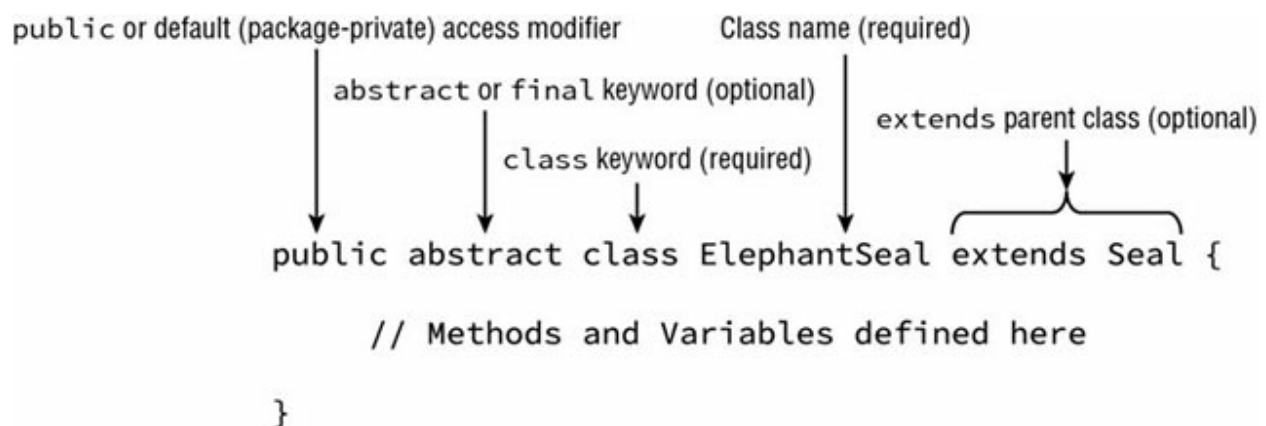 public or default (package-private) access modifier
Class name (required)
abstract or final keyword (optional)
extends parent class (optional)
class keyword (required)
public abstract class ElephantSeal extends Seal {
// Methods and Variables defined here
}